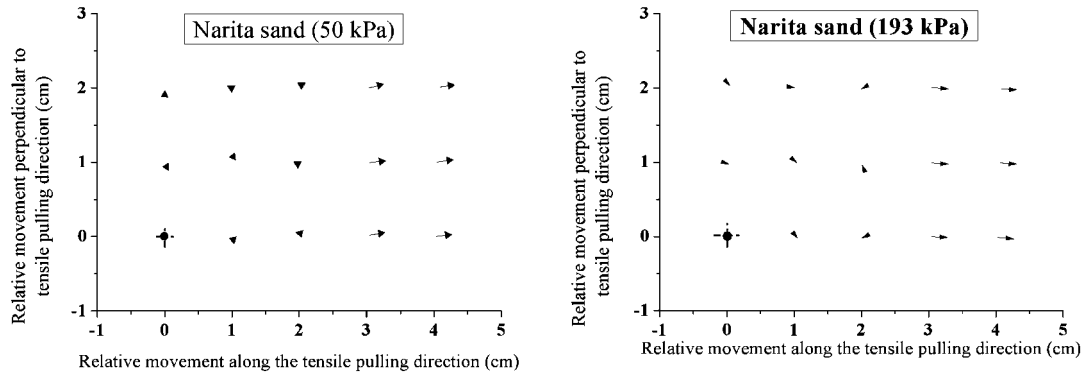 Narita sand (50 kPa)
Relative movement perpendicular to
tensile pulling direction (cm)
2
1
0
-1
-1 0 1 2 3 4 5
Relative movement along the tensile pulling direction (cm)
Narita sand (193 kPa)
Relative movement perpendicular to
tensile pulling direction (cm)
3
2
1
0
-1
-1 0 1 2 3 4 5
Relative movement along the tensile pulling direction (cm)